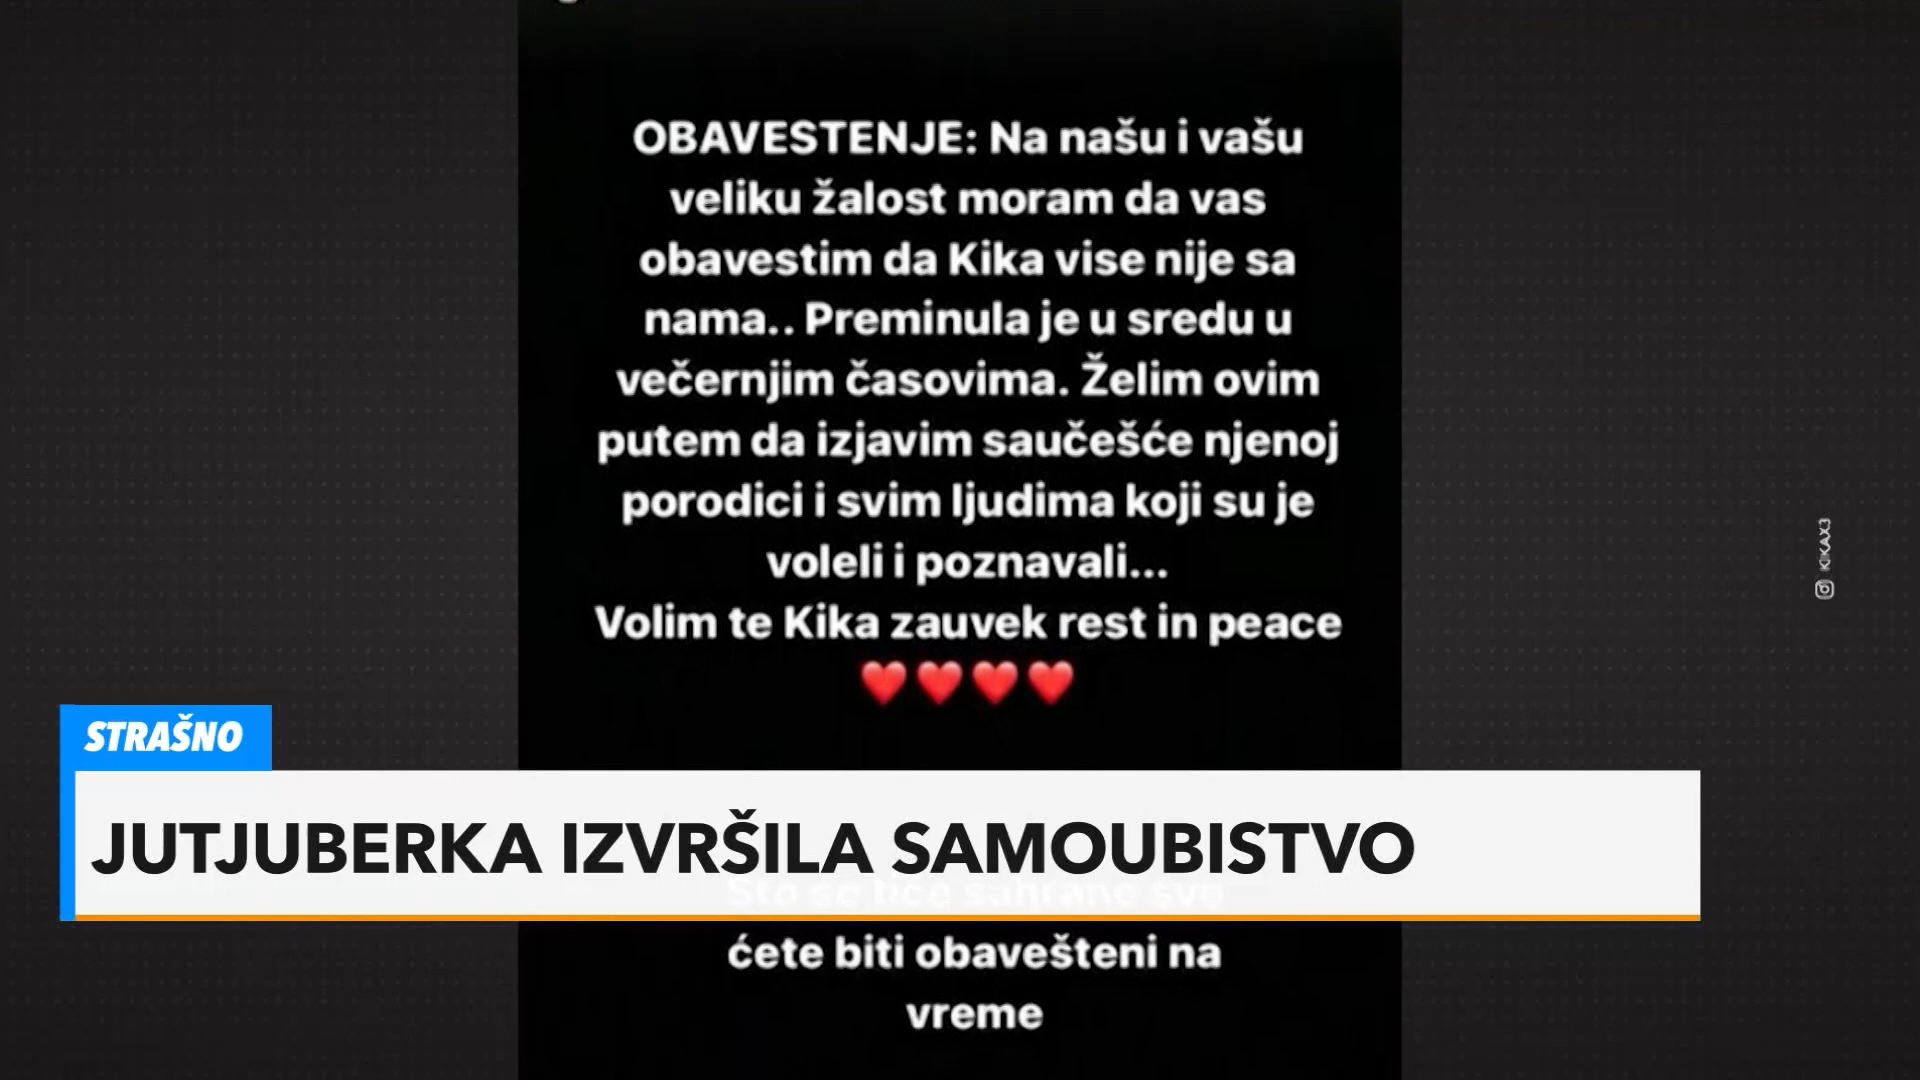 OBAVESTENJE: Na našu i vašu
veliku žalost moram da vas
obavestim da Kika vise nije sa
nama.. Preminula je u sredu u
večernjim časovima. Želim ovim
putem da izjavim saučešće njenoj
porodici i svim ljudima koji su je
voleli i poznavali...
Volim te Kika zauvek rest in peace
❤️❤️❤️❤️
KIKAX3
STRAŠNO
JUTJUBERKA IZVRŠILA SAMOUBISTVO
sahrane
ćete biti obavešteni na
vreme